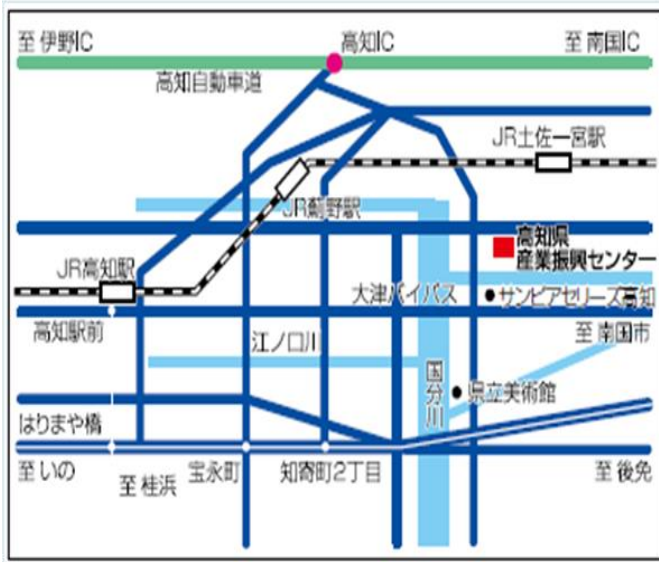 至 伊野IC
高知IC
至 南国IC
高知自動車道
JR土佐一宮駅
JR薊野駅
高知県
産業振興センター
JR高知駅
大津バイパス
サンピアセリーズ高知
高知駅前
江ノ口川
至 南国市
国分川
県立美術館
はりまや橋
至 いの
至 桂浜
宝永町
知寄町2丁目
至 後免